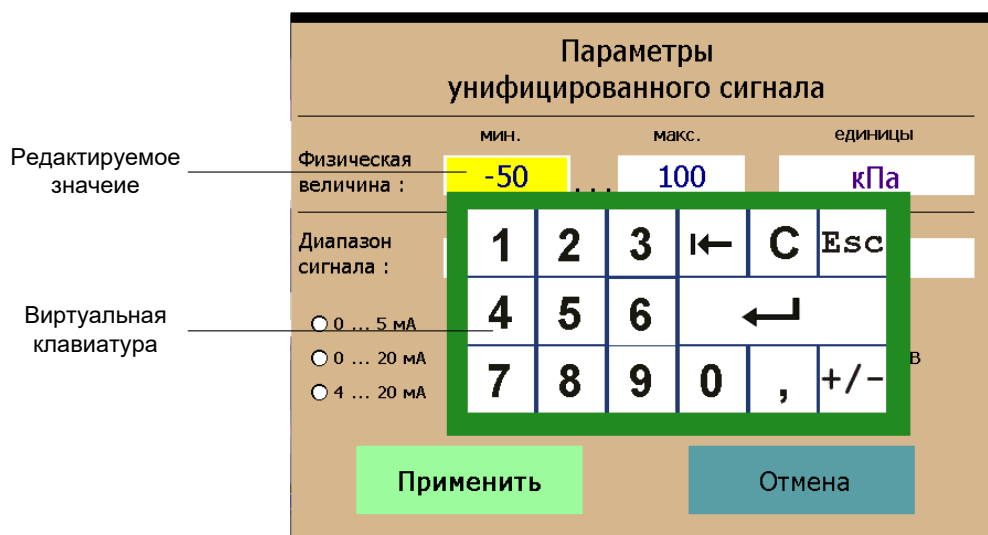 Параметры
унифицированного сигнала
мин. макс. единицы
Редактируемое
значеие
Физическая
величина :
-50 ... 100 кПа
Диапазон
сигнала :
1 2 3 C Esc
Виртуальная
клавиатура
4 5 6
0 ... 5 мА
0 ... 20 мА
В
4 ... 20 мА
7 8 9 0 , +/-
Применить Отмена